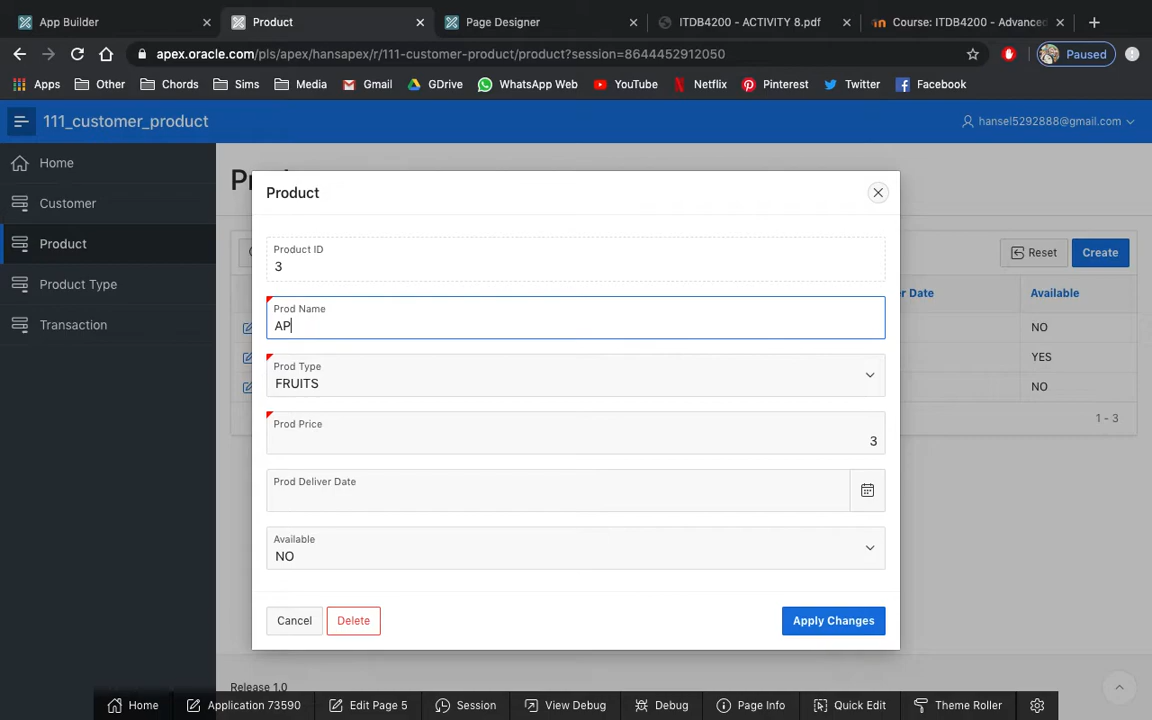 App Builder
Product
Page Designer
ITDB4200 - ACTIVITY 8.pdf
Course: ITDB4200 - Advanced
apex.oracle.com/pls/apex/hansapex/r/111-customer-product/product?session=8644452912050
Paused
Apps
Other
Chords
Sims
Media
Gmail
GDrive
WhatsApp Web
YouTube
Netflix
Pinterest
Twitter
Facebook
111_customer_product
hansel5292888@gmail.com
Home
Customer
Product
Product Type
Transaction
Product
Product ID
3
Prod Name
AP
Prod Type
FRUITS
Prod Price
3
Prod Deliver Date
Available
NO
Cancel
Delete
Apply Changes
Reset
Create
Date
Available
NO
YES
NO
1 - 3
Release 1.0
Home
Application 73590
Edit Page 5
Session
View Debug
Debug
Page Info
Quick Edit
Theme Roller